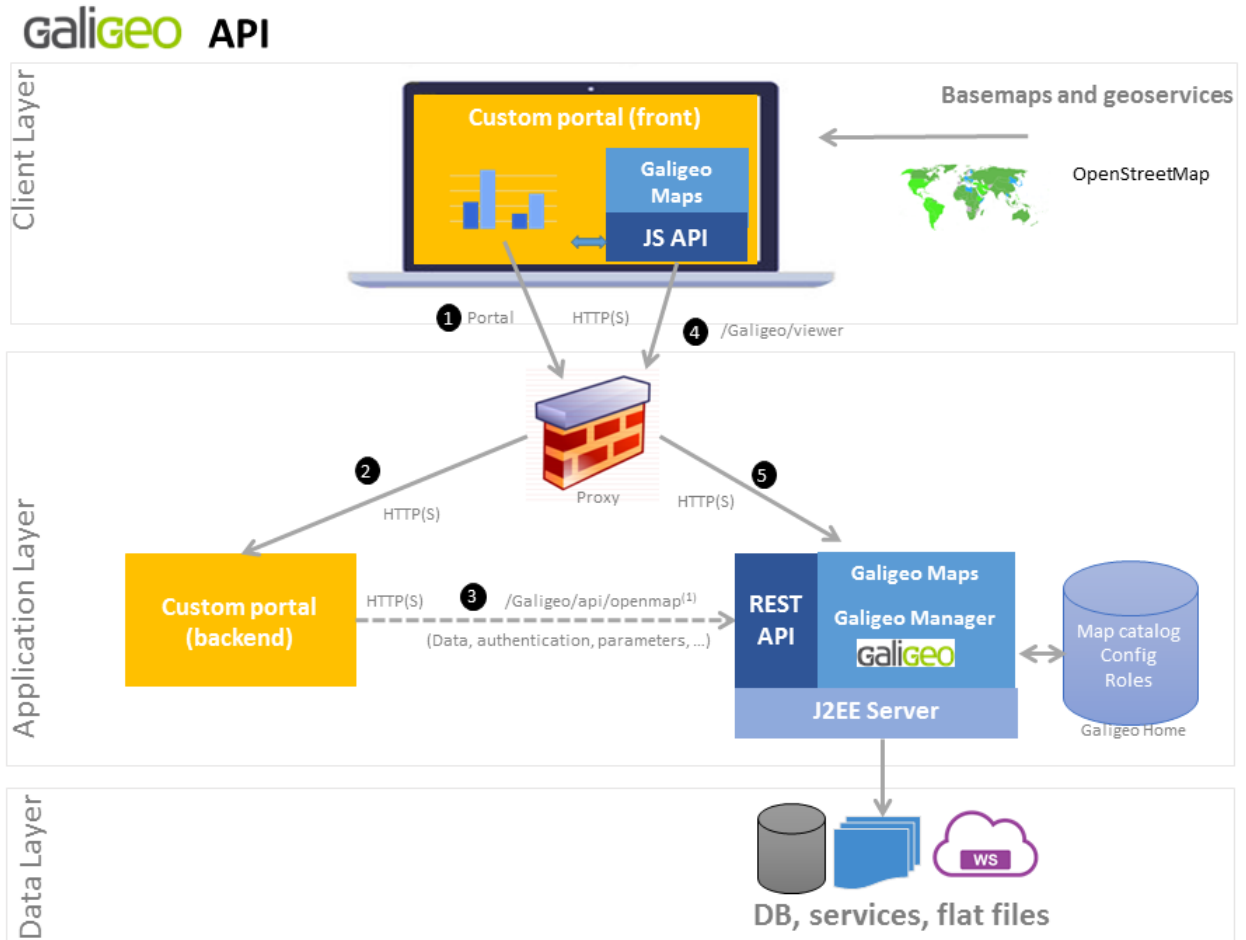 Galigeo API
Client Layer
Custom portal (front)
Galigeo
Maps
JS API
Basemaps and geoservices
OpenStreetMap
1 Portal
HTTP(S)
4 /Galigeo/viewer
Application Layer
Proxy
2
HTTP(S)
5
HTTP(S)
Custom portal
(backend)
HTTP(S) 3 /Galigeo/api/openmap(1)
(Data, authentication, parameters, ...)
REST
API
Galigeo Maps
Galigeo Manager
Galigeo
J2EE Server
Map catalog
Config
Roles
Galigeo Home
Data Layer
WS
DB, services, flat files